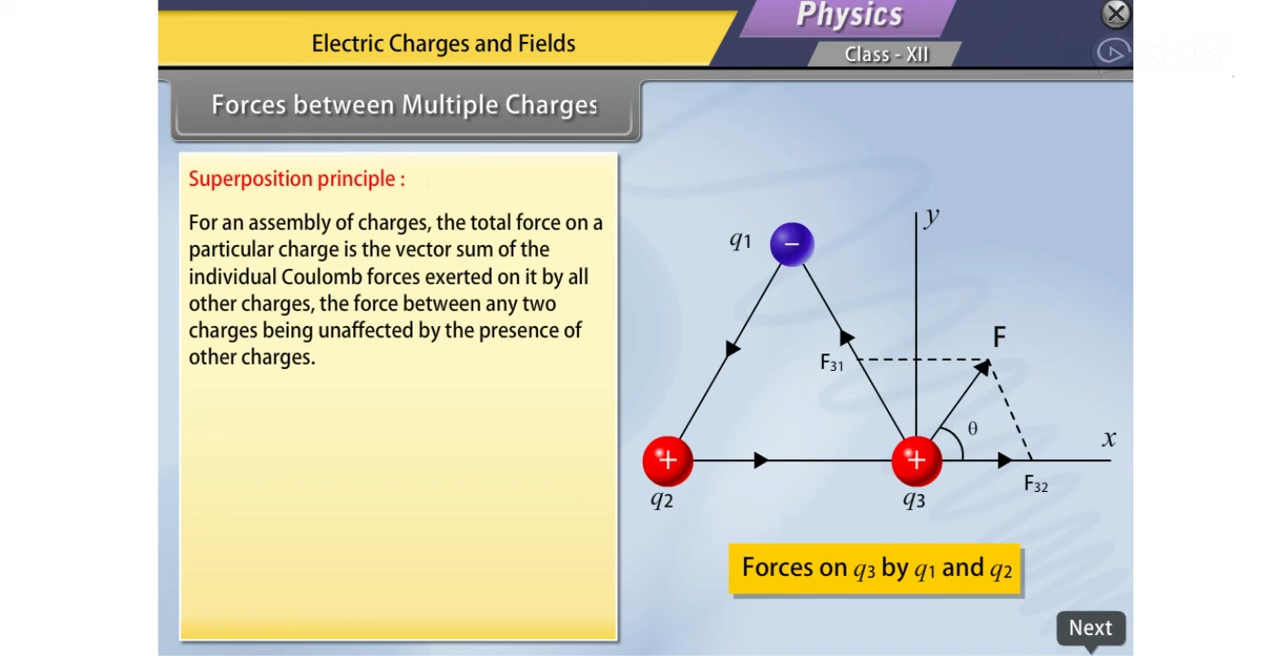 Physics
Electric Charges and Fields
Class - XII
Forces between Multiple Charges
Superposition principle :
For an assembly of charges, the total force on a
particular charge is the vector sum of the
individual Coulomb forces exerted on it by all
other charges, the force between any two
charges being unaffected by the presence of
other charges.
y
q1
−
F
F31
θ
x
+
+
F32
q2
q3
Forces on q3 by q1 and q2
Next